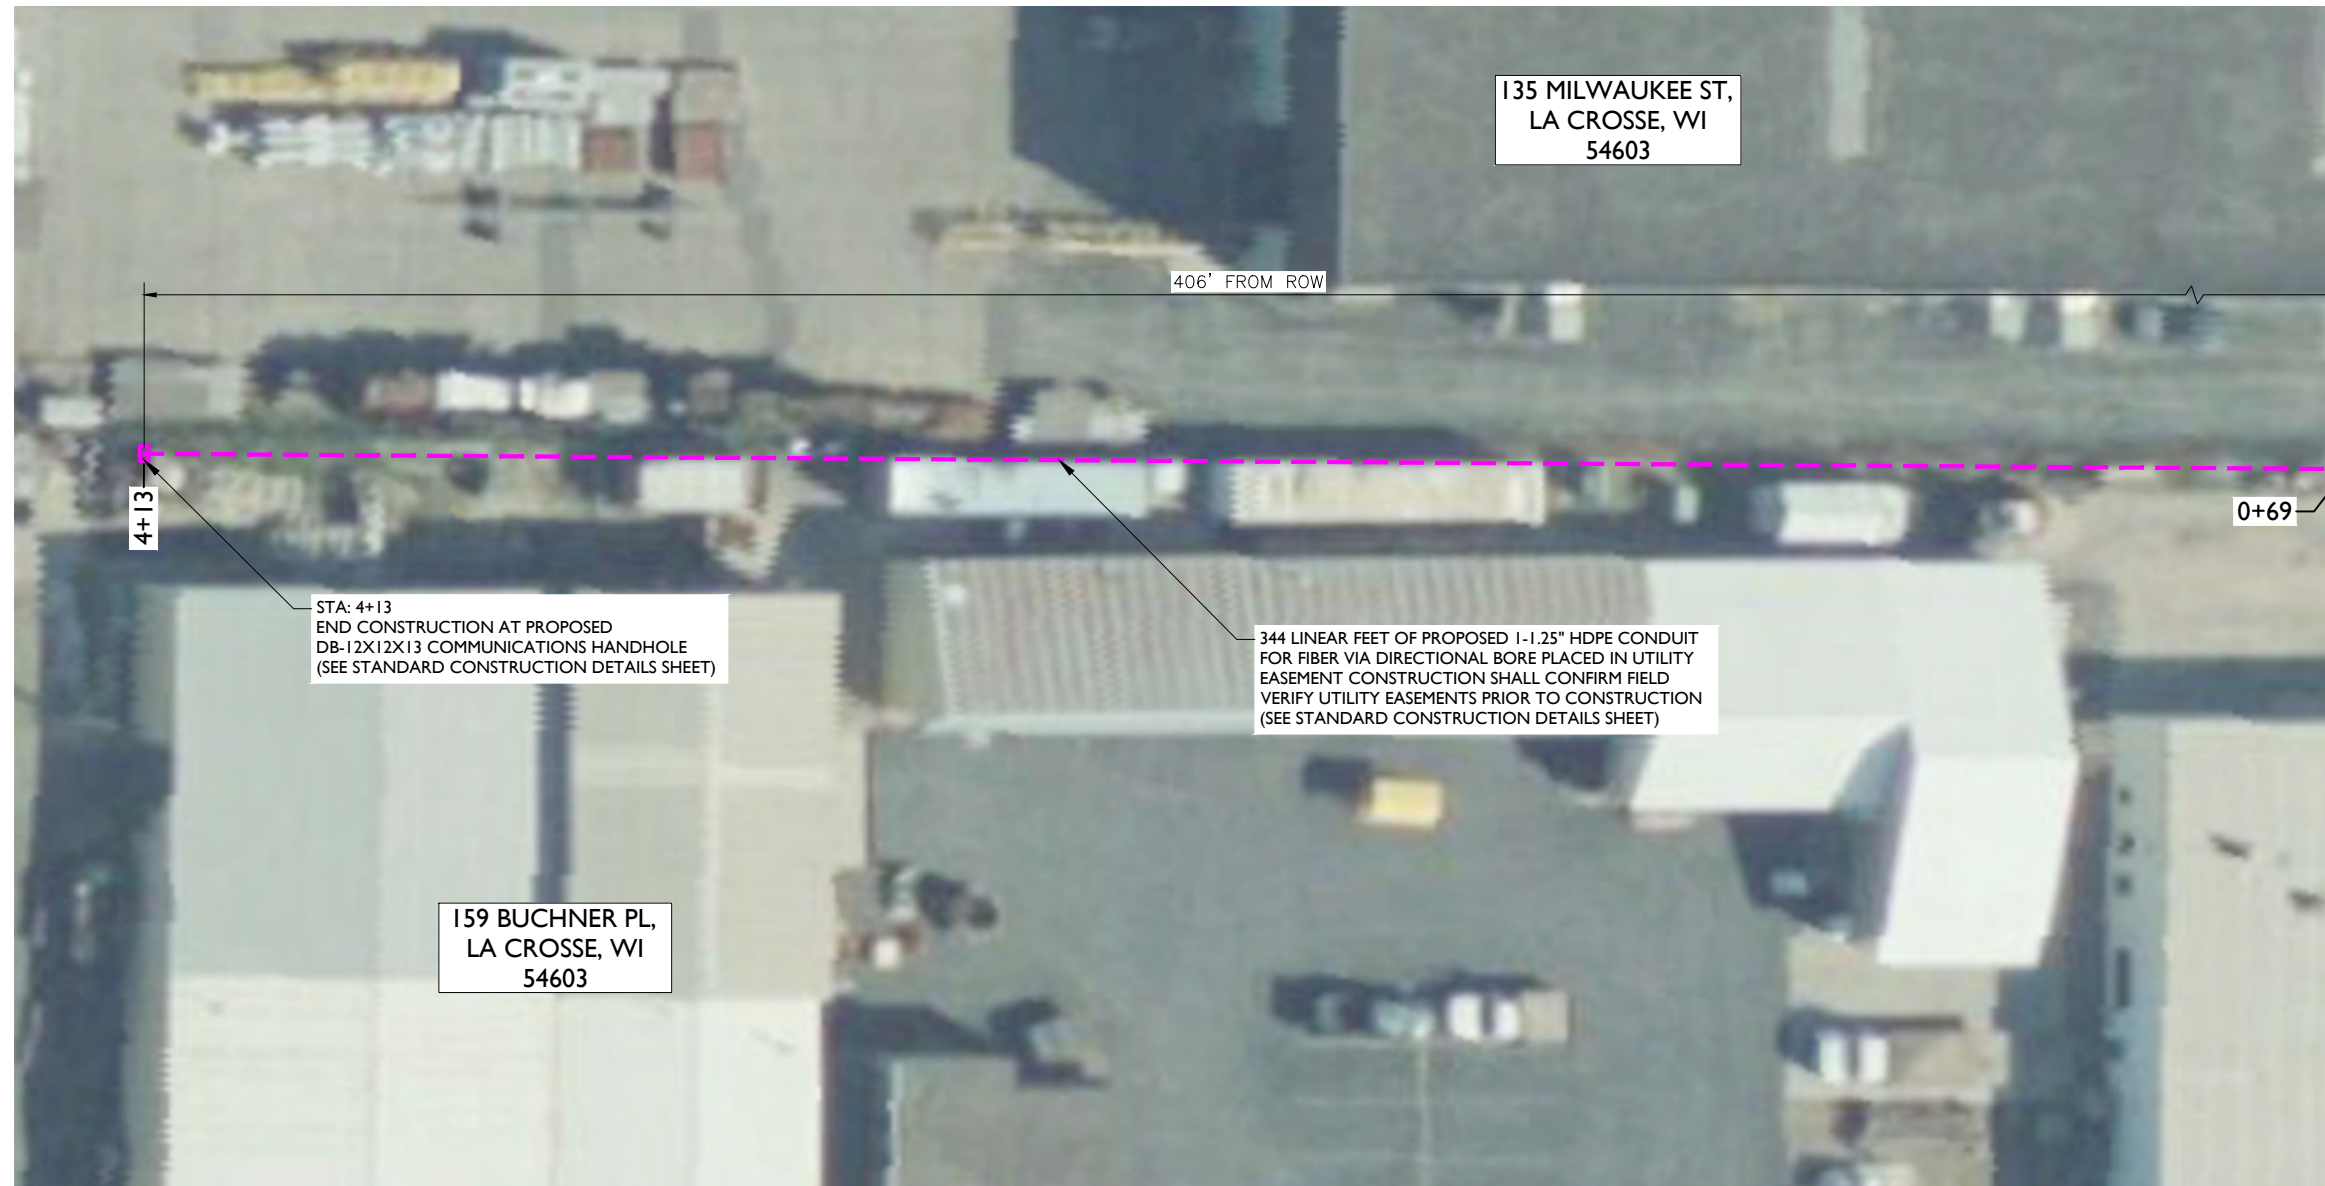 135 MILWAUKEE ST,
LA CROSSE, WI
54603
406' FROM ROW
4+13
0+69
STA: 4+13
END CONSTRUCTION AT PROPOSED
DB-12X12X13 COMMUNICATIONS HANDHOLE
(SEE STANDARD CONSTRUCTION DETAILS SHEET)
344 LINEAR FEET OF PROPOSED 1-1.25" HDPE CONDUIT
FOR FIBER VIA DIRECTIONAL BORE PLACED IN UTILITY
EASEMENT CONSTRUCTION SHALL CONFIRM FIELD
VERIFY UTILITY EASEMENTS PRIOR TO CONSTRUCTION
(SEE STANDARD CONSTRUCTION DETAILS SHEET)
159 BUCHNER PL,
LA CROSSE, WI
54603